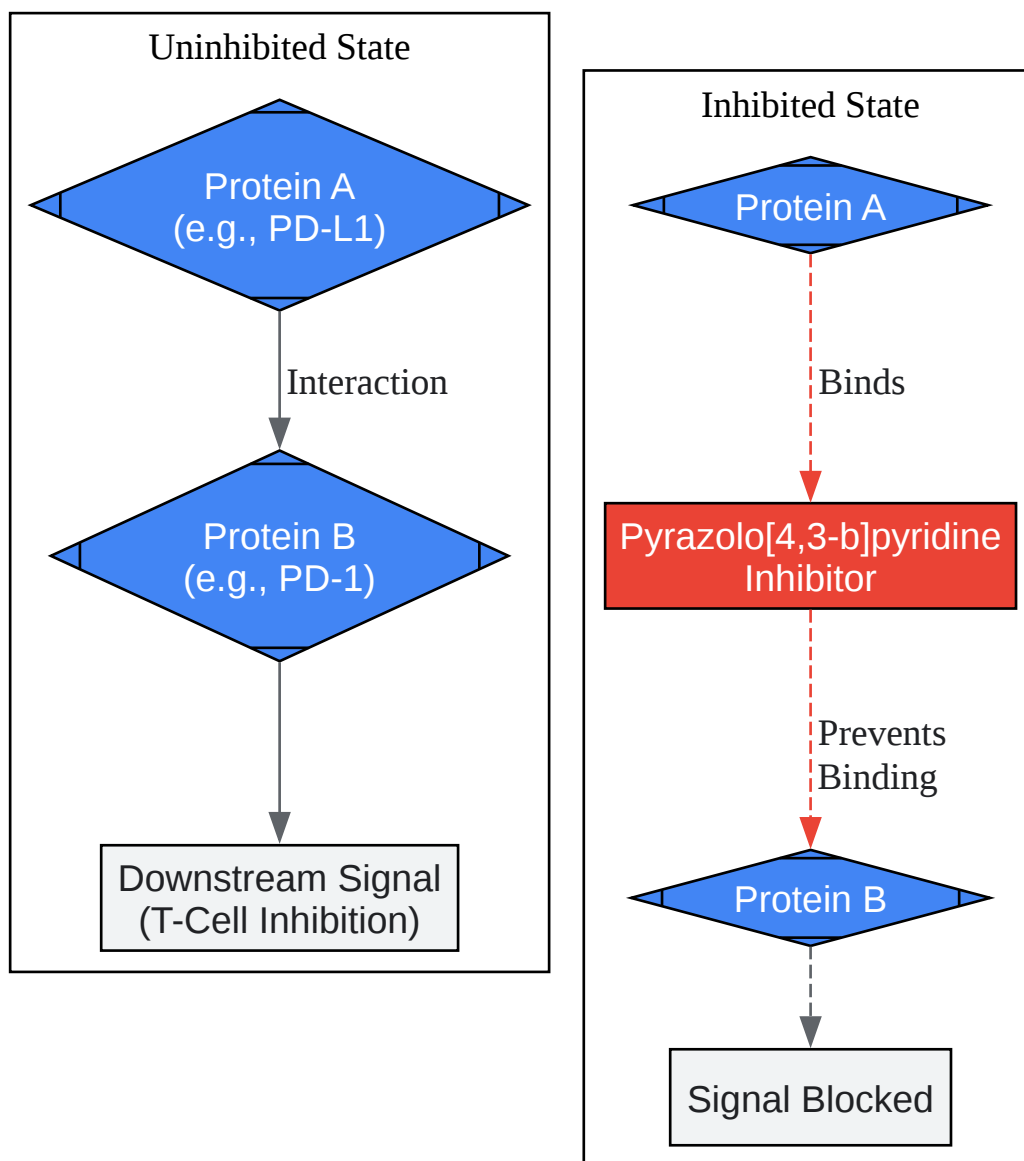 Uninhibited State
Protein A
(e.g., PD-L1)
Interaction
Protein B
(e.g., PD-1)
Downstream Signal
(T-Cell Inhibition)
Inhibited State
Protein A
Binds
Pyrazolo[4,3-b]pyridine
Inhibitor
Prevents
Binding
Protein B
Signal Blocked